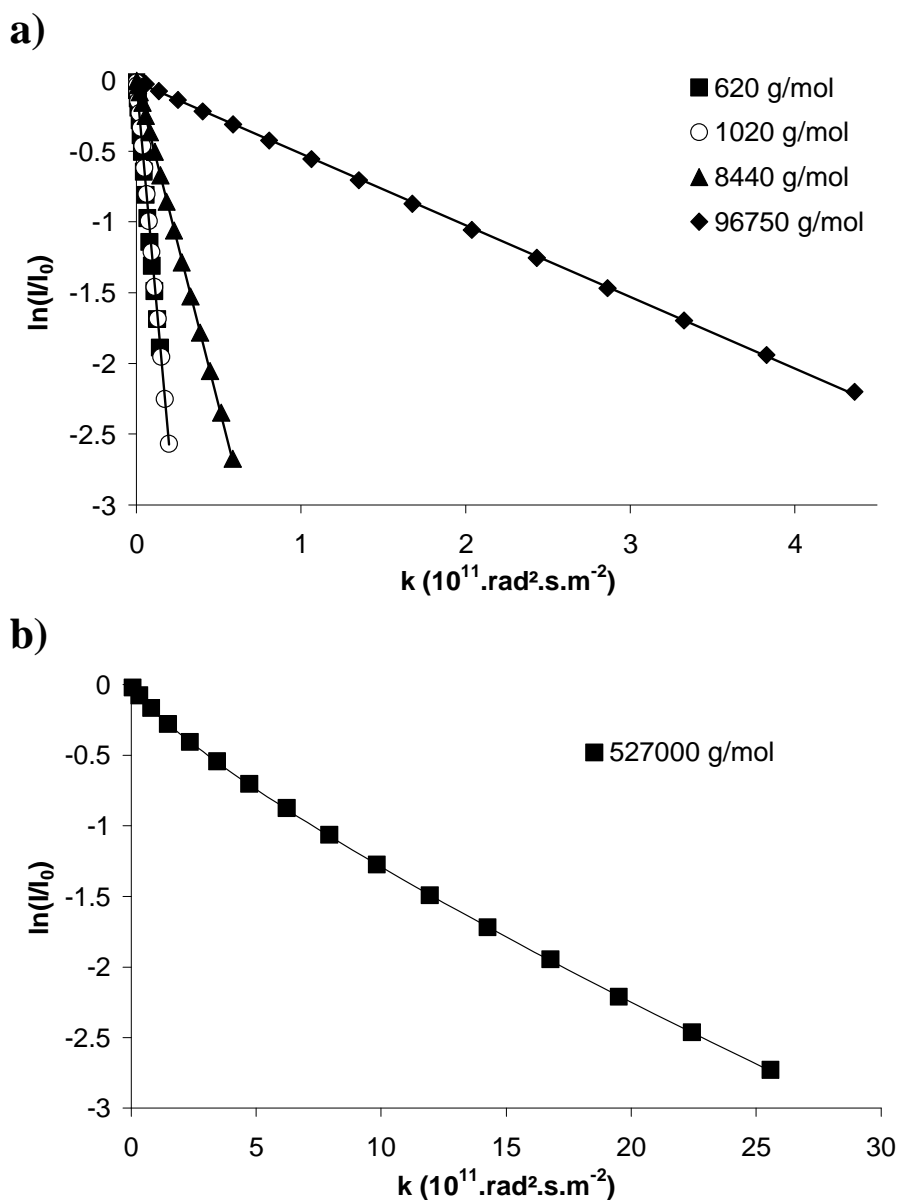 a)
0
-0.5
-1
-1.5
-2
-2.5
-3
ln(I/I₀)
0 1 2 3 4
k (10¹¹.rad².s.m⁻²)
620 g/mol
1020 g/mol
8440 g/mol
96750 g/mol
b)
0
-0.5
-1
-1.5
-2
-2.5
-3
ln(I/I₀)
0 5 10 15 20 25 30
k (10¹¹.rad².s.m⁻²)
527000 g/mol